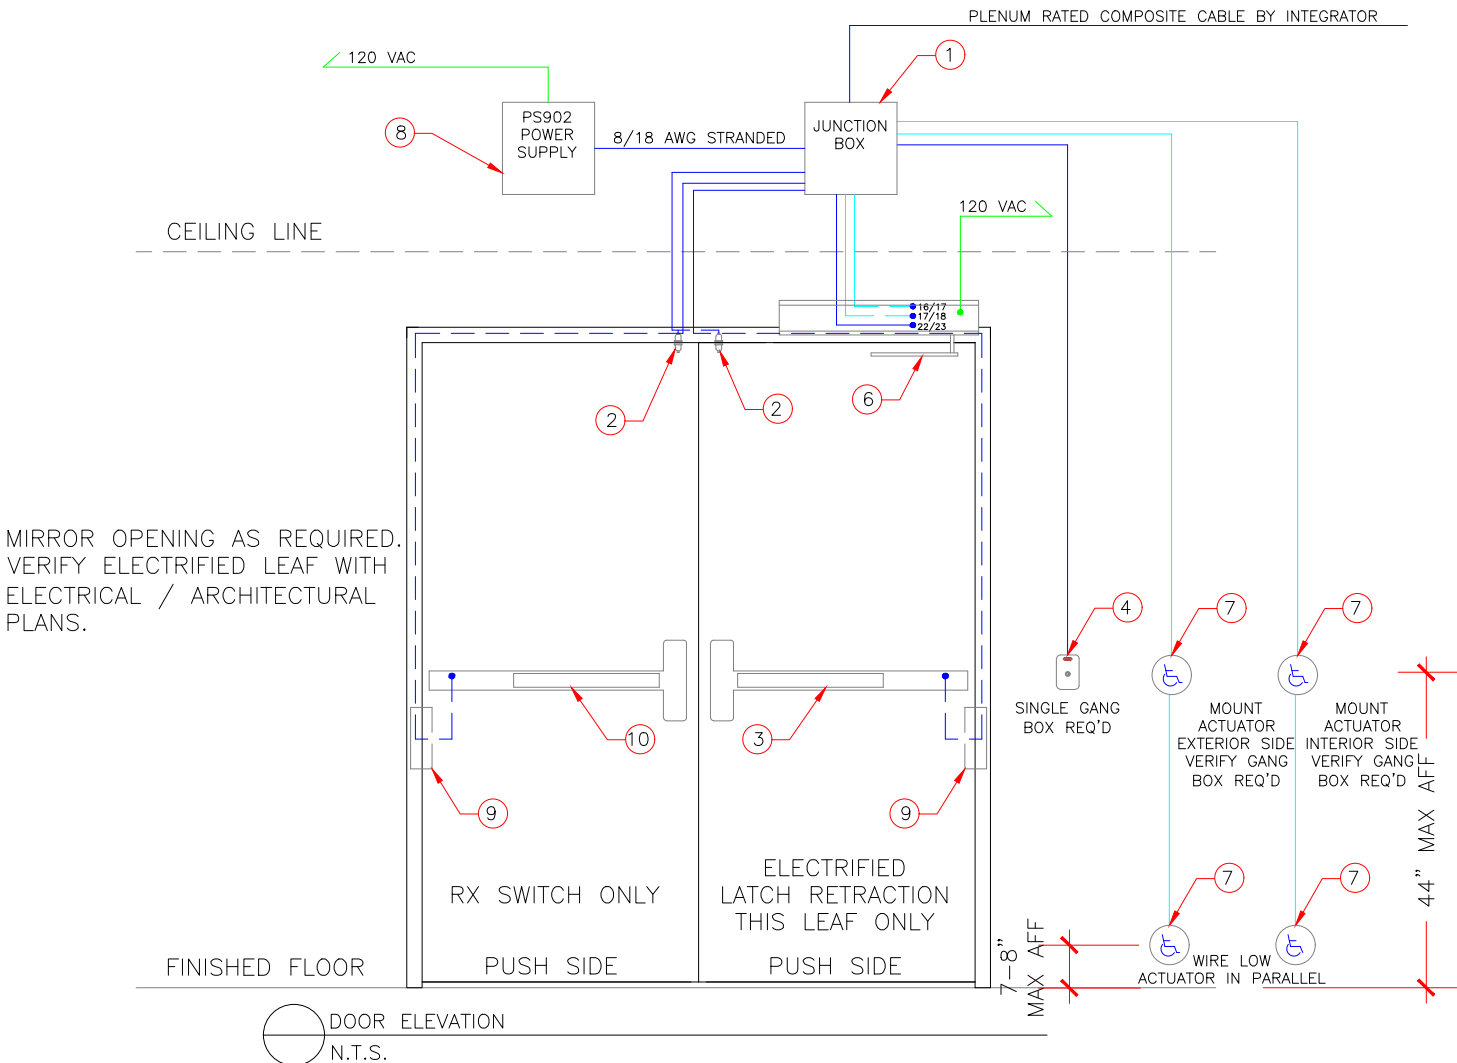 PLENUM RATED COMPOSITE CABLE BY INTEGRATOR
120 VAC
1
8
PS902
POWER
SUPPLY
8/18 AWG STRANDED
JUNCTION
BOX
120 VAC
CEILING LINE
16/17
17/18
22/23
2
2
6
MIRROR OPENING AS REQUIRED.
VERIFY ELECTRIFIED LEAF WITH
ELECTRICAL / ARCHITECTURAL
PLANS.
4
7
7
SINGLE GANG
BOX REQ'D
MOUNT
ACTUATOR
EXTERIOR SIDE
VERIFY GANG
BOX REQ'D
MOUNT
ACTUATOR
INTERIOR SIDE
VERIFY GANG
BOX REQ'D
10
3
9
9
44" MAX AFF
RX SWITCH ONLY
ELECTRIFIED
LATCH RETRACTION
THIS LEAF ONLY
7
7
7-8"
MAX AFF
WIRE LOW
ACTUATOR IN PARALLEL
FINISHED FLOOR
PUSH SIDE
PUSH SIDE
DOOR ELEVATION
N.T.S.